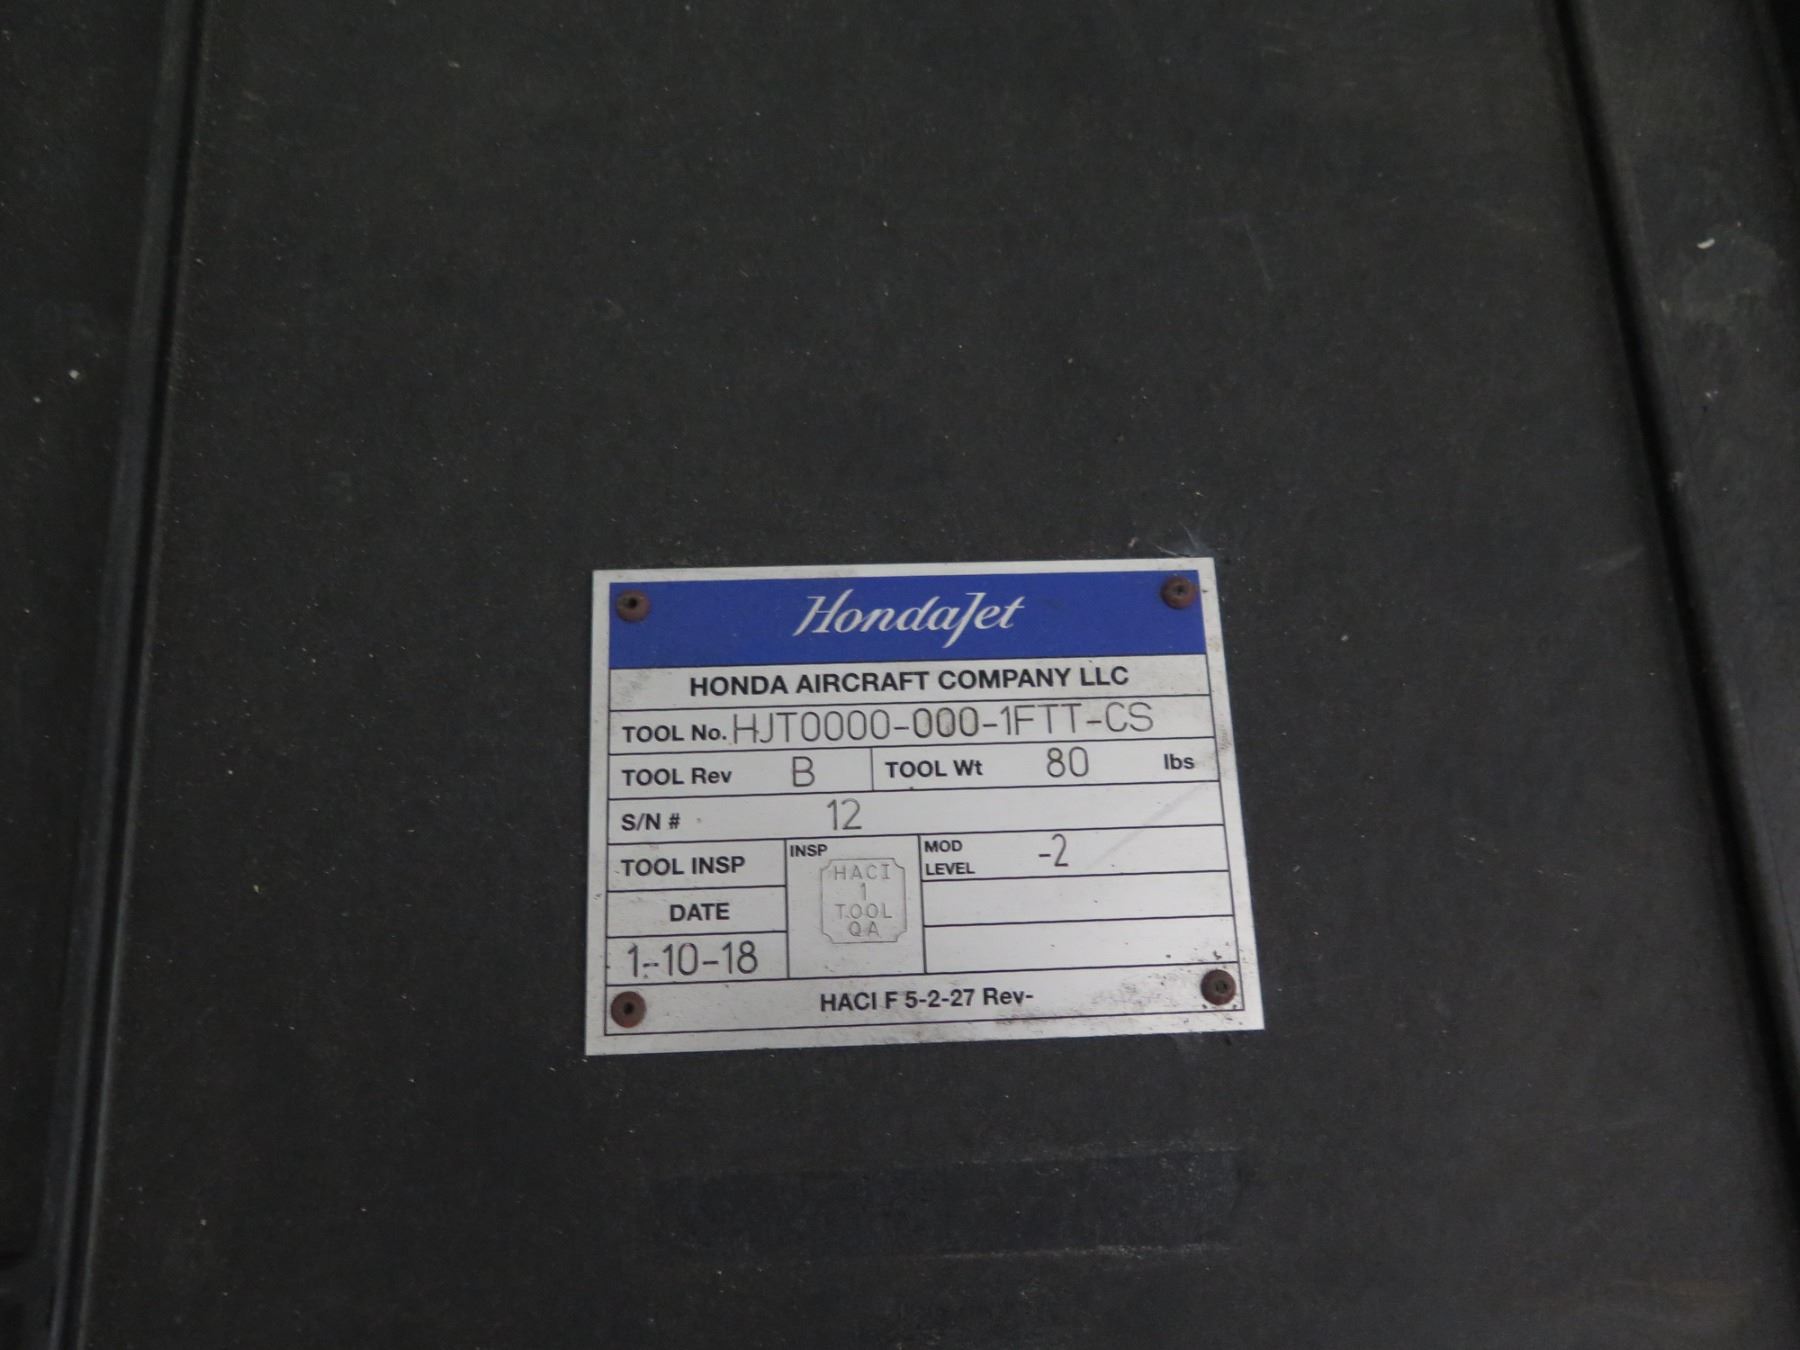 HondaJet
HONDA AIRCRAFT COMPANY LLC
TOOL No. HJT0000-000-1FTT-CS
TOOL Rev B TOOL Wt 80 lbs
S/N # 12
TOOL INSP
DATE
1-10-18
INSP
HACI
1
TOOL
QA
MOD
LEVEL -2
HACI F 5-2-27 Rev-